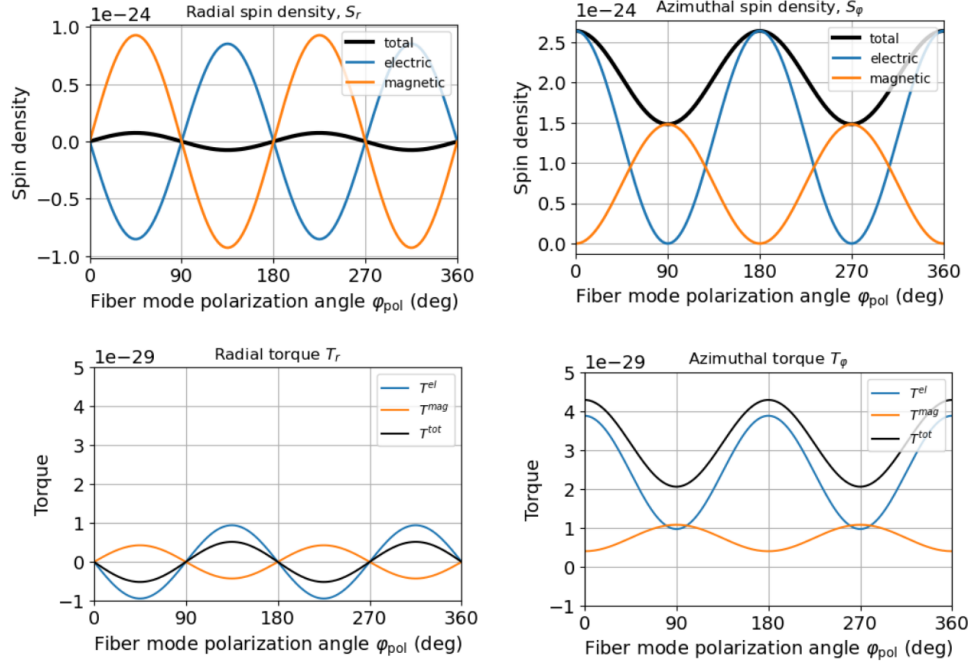 Radial spin density, S_r
1e−24
1.0
0.5
0.0
−0.5
−1.0
Spin density
total
electric
magnetic
0 90 180 270 360
Fiber mode polarization angle φ_pol (deg)
Azimuthal spin density, S_φ
1e−24
2.5
2.0
1.5
1.0
0.5
0.0
Spin density
total
electric
magnetic
0 90 180 270 360
Fiber mode polarization angle φ_pol (deg)
Radial torque T_r
1e−29
5
4
3
2
1
0
−1
Torque
T^el
T^mag
T^tot
0 90 180 270 360
Fiber mode polarization angle φ_pol (deg)
Azimuthal torque T_φ
1e−29
5
4
3
2
1
0
−1
Torque
T^el
T^mag
T^tot
0 90 180 270 360
Fiber mode polarization angle φ_pol (deg)